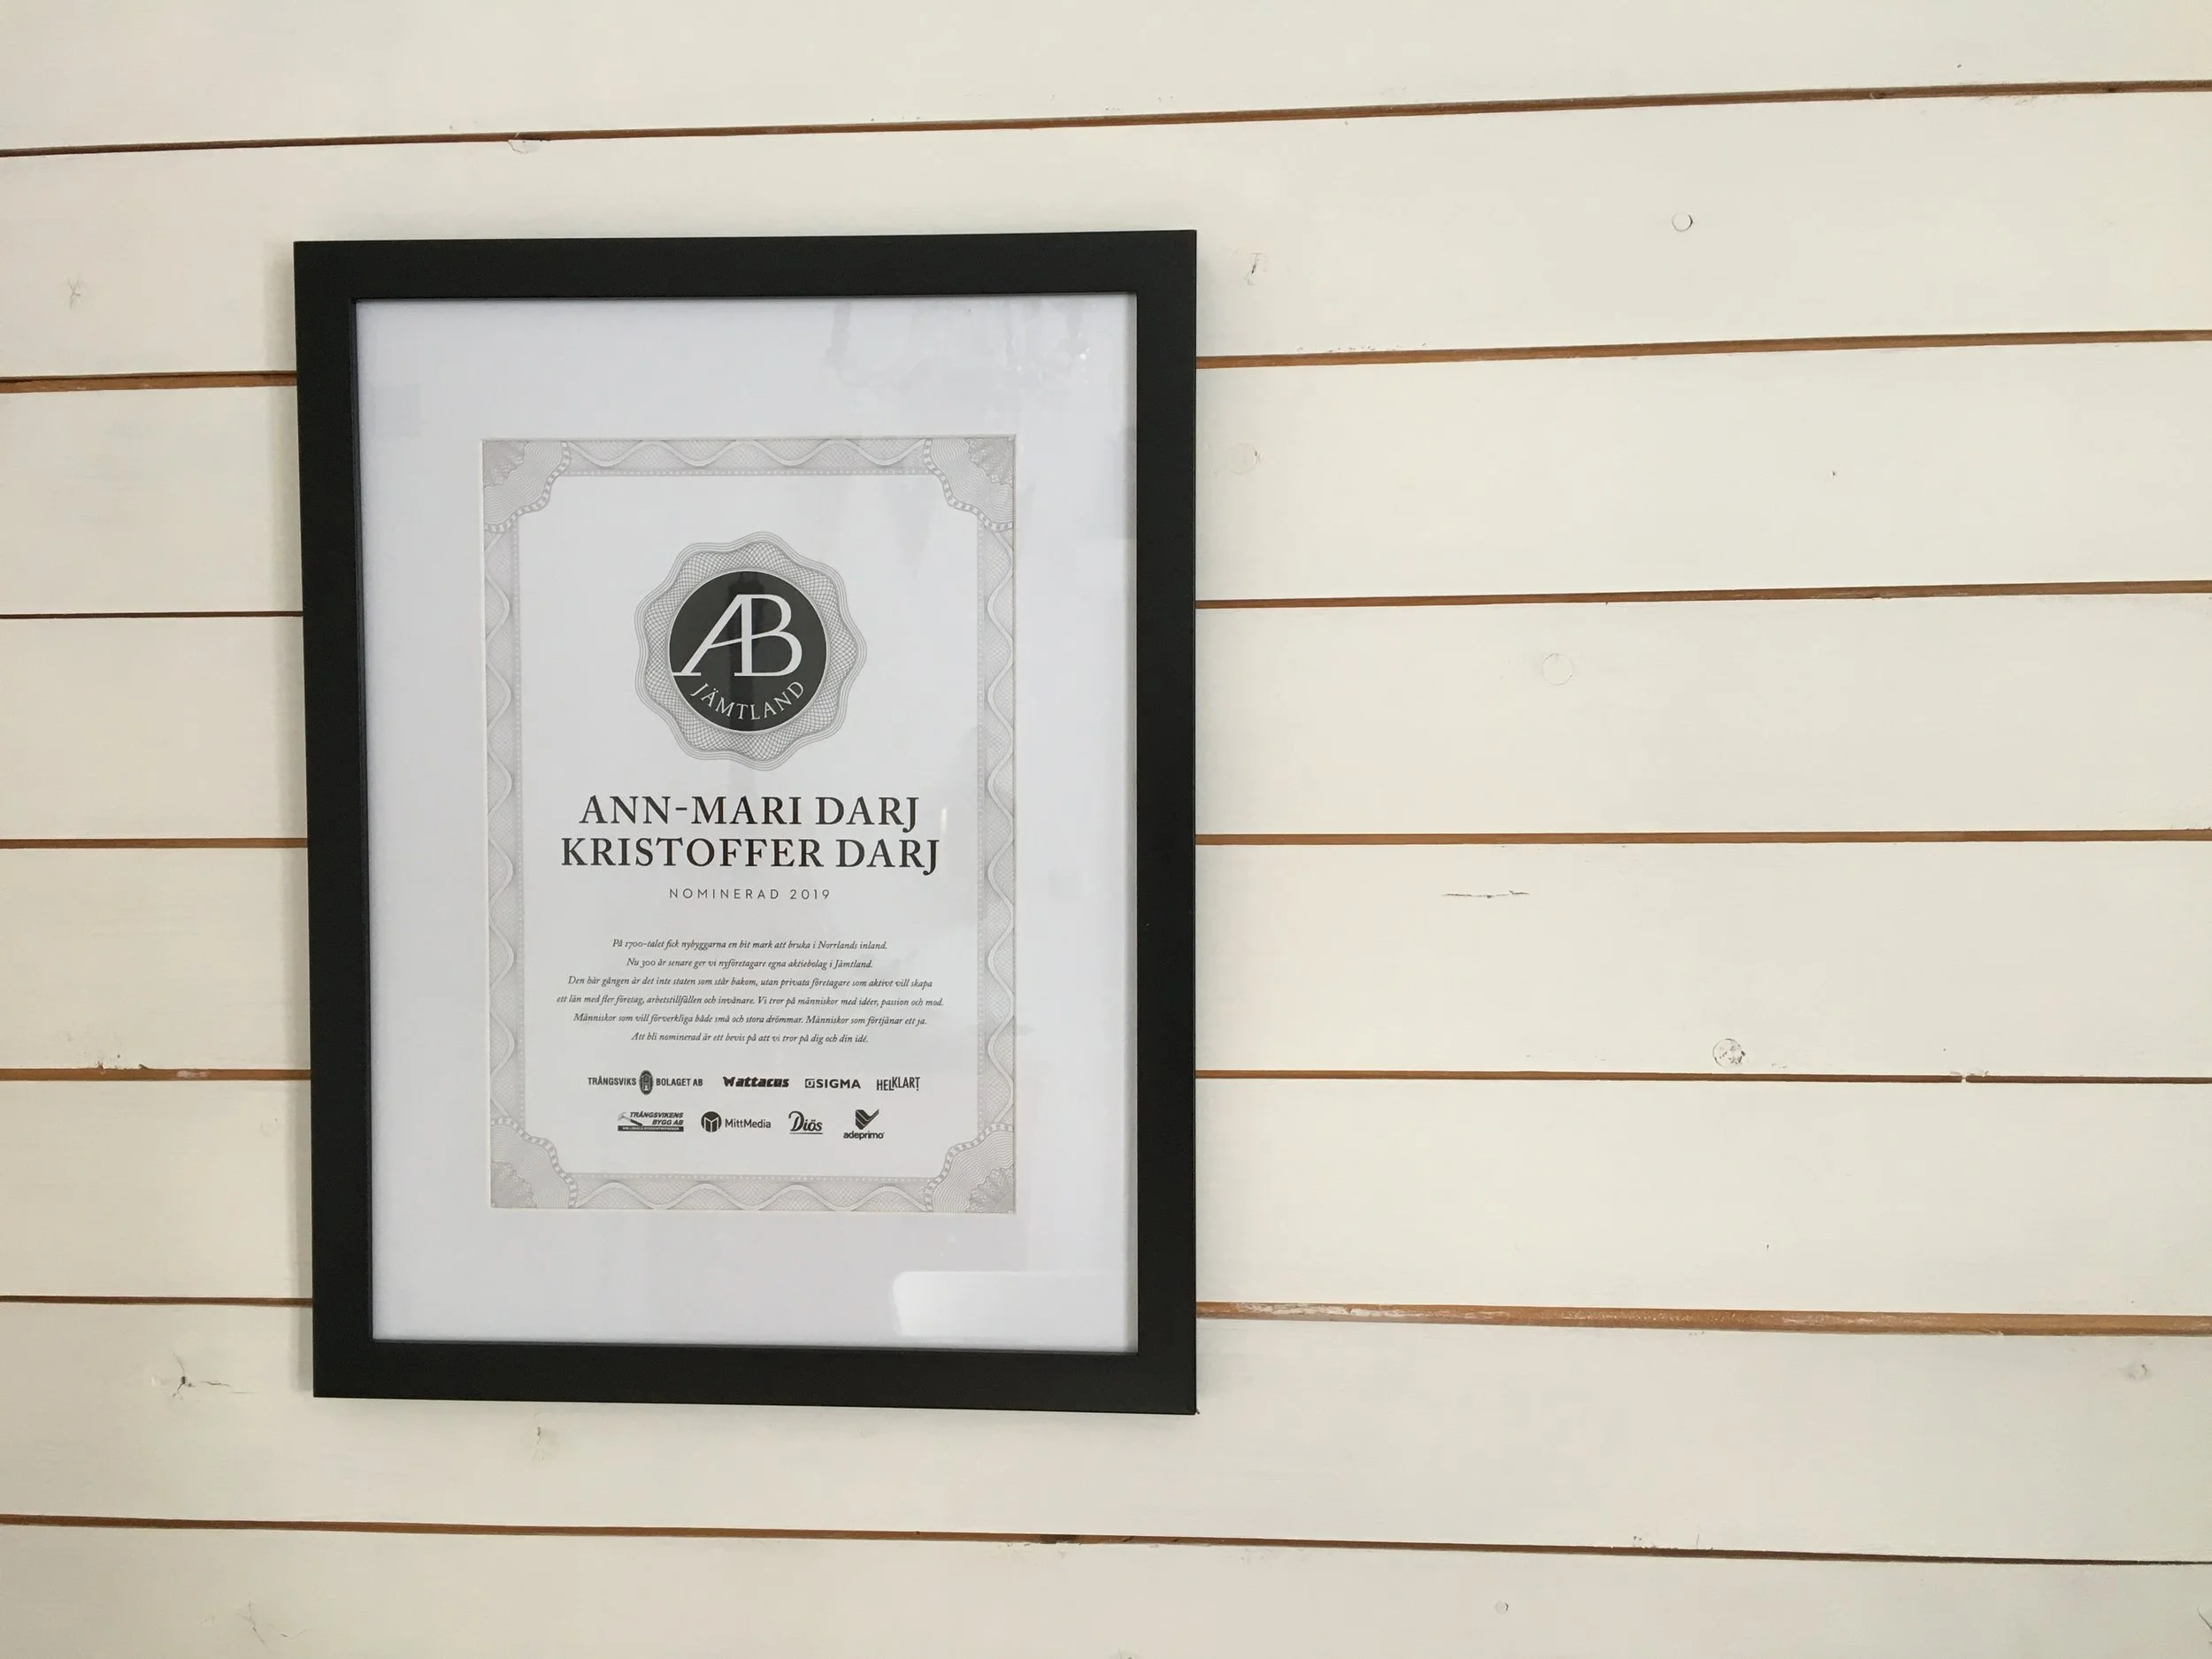 AB
JÄMTLAND
ANN-MARI DARJ
KRISTOFFER DARJ
NOMINERAD 2019
På 1700-talet fick nybyggarna en bit mark att bruka i Norrlands inland.
Nu 300 år senare ger vi nyföretagare egna aktiebolag i Jämtland.
Den här gången är det inte staten som står bakom, utan privata företagare som aktivt vill skapa
ett län med fler företag, arbetstillfällen och invånare. Vi tror på människor med idéer, passion och mod.
Människor som vill förverkliga både små och stora drömmar. Människor som förtjänar ett ja.
Att bli nominerad är ett bevis på att vi tror på dig och din idé.
TRÅNGSVIKS BOLAGET AB Wattacus SIGMA HELKLART
TRÅNGSVIKENS BYGG AB MittMedia Diös adeprimo